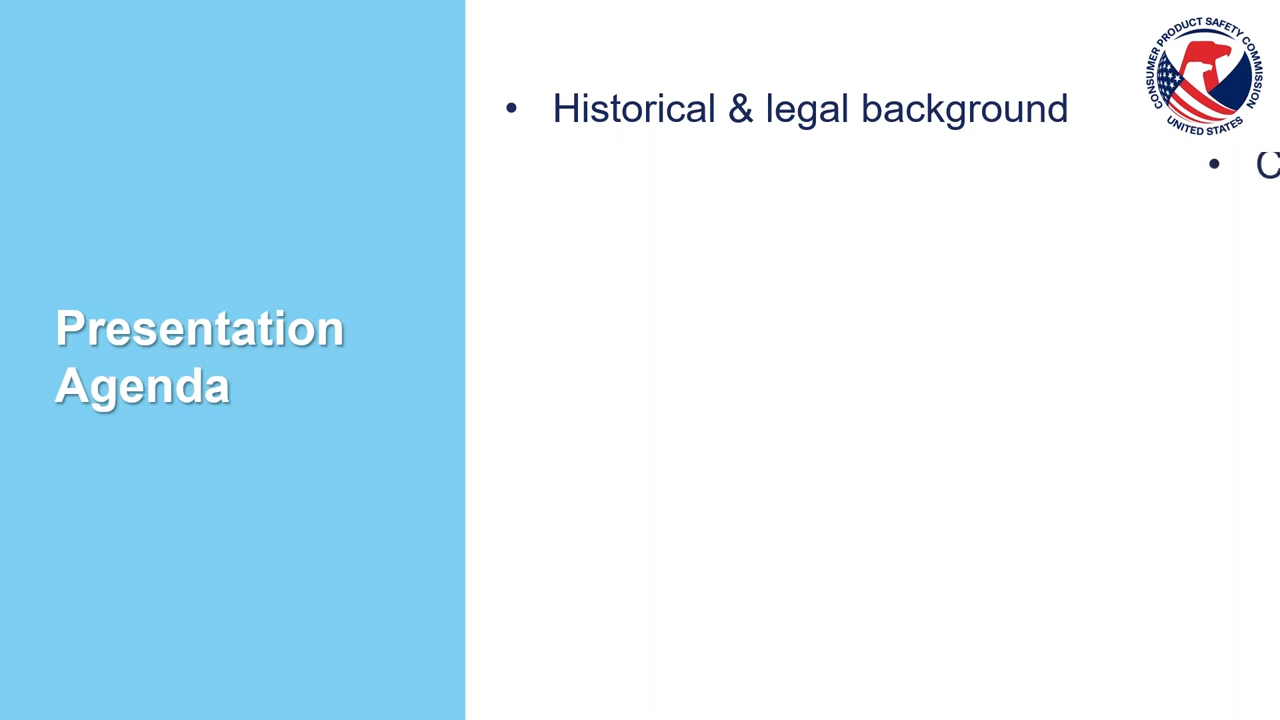 CONSUMER PRODUCT SAFETY COMMISSION
UNITED STATES
• Historical & legal background
• C
Presentation
Agenda